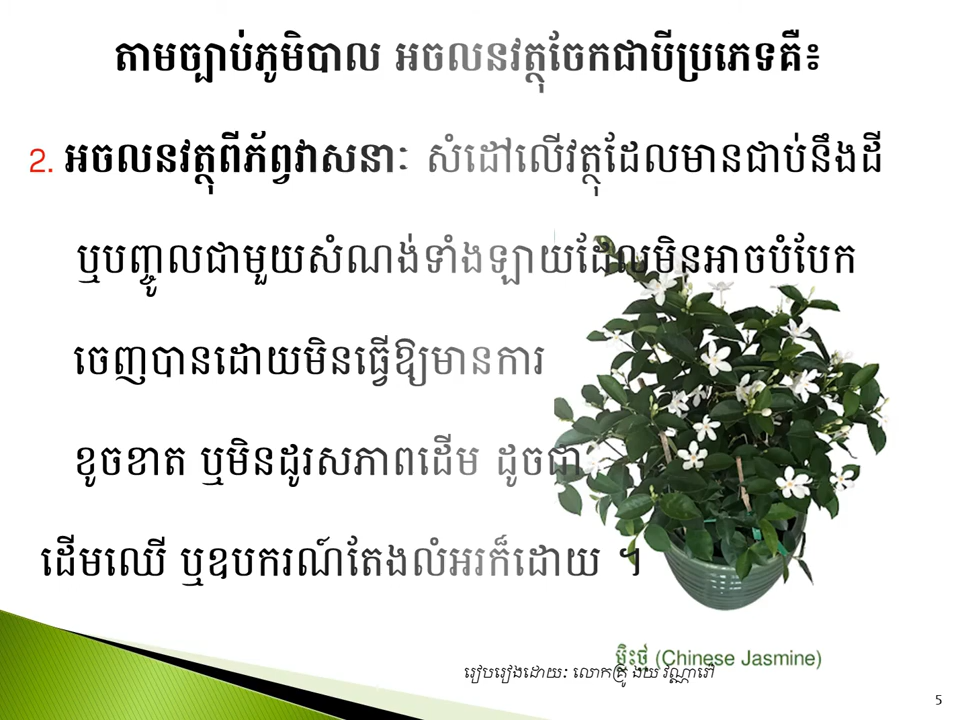 តាមច្បាប់ភូមិបាល អចលនវត្ថុចែកជាបីប្រភេទគឺ៖
2. អចលនវត្ថុពីភ័ព្វវាសនាៈ សំដៅលើវត្ថុដែលមានជាប់នឹងដី
ឬបញ្ចូលជាមួយសំណង់ទាំងឡាយដែលមិនអាចបំបែក
ចេញបានដោយមិនធ្វើឱ្យមានការ
ខូចខាត ឬមិនដូរសភាពដើម ដូចជា
ដើមឈើ ឬឧបករណ៍តែងលំអរក៏ដោយ ។
ម្លិះថូ (Chinese Jasmine)
រៀបរៀងដោយៈ លោកគ្រូ ងយ វណ្ណារៅ
5